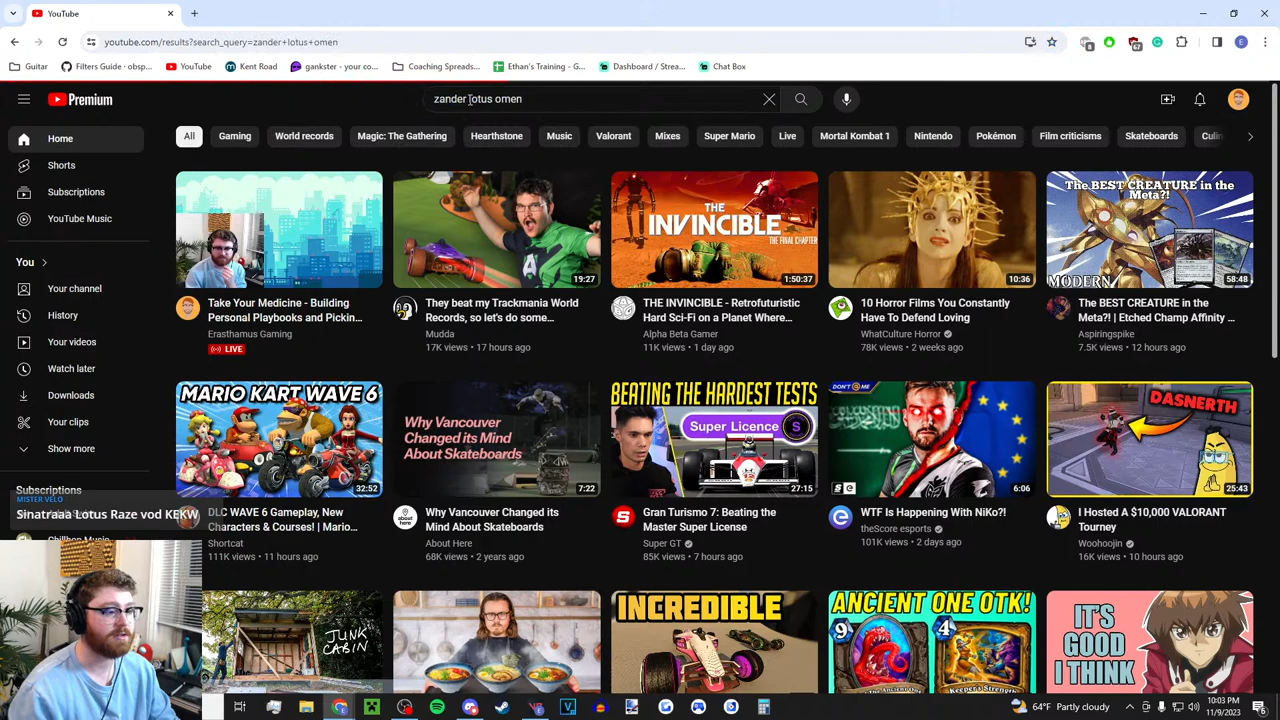 YouTube
youtube.com/results?search_query=zander+lotus+omen
8
67
E
Guitar
Filters Guide · obsp...
YouTube
Kent Road
gankster - your co...
Coaching Spreads...
Ethan's Training - G...
Dashboard / Strea...
Chat Box
Premium
zander lotus omen
Home
Shorts
Subscriptions
YouTube Music
You
Your channel
History
Your videos
Watch later
Downloads
Your clips
Show more
Subscriptions
MISTER VELO
Sinatraa Lotus Raze vod KEKW
All
Gaming
World records
Magic: The Gathering
Hearthstone
Music
Valorant
Mixes
Super Mario
Live
Mortal Kombat 1
Nintendo
Pokémon
Film criticisms
Skateboards
Take Your Medicine - Building
Personal Playbooks and Pickin...
Erasthamus Gaming
LIVE
19:27
They beat my Trackmania World
Records, so let's do some...
Mudda
17K views • 17 hours ago
THE
INVINCIBLE
THE FINAL CHAPTER
1:50:37
THE INVINCIBLE - Retrofuturistic
Hard Sci-Fi on a Planet Where...
Alpha Beta Gamer
11K views • 1 day ago
10:36
10 Horror Films You Constantly
Have To Defend Loving
WhatCulture Horror
78K views • 2 weeks ago
The BEST CREATURE in the
Meta?!
MODERN
58:48
The BEST CREATURE in the
Meta?! | Etched Champ Affinity ...
Aspiringspike
7.5K views • 12 hours ago
MARIO KART WAVE 6
32:52
DLC WAVE 6 Gameplay, New
Characters & Courses! | Mario...
Shortcat
111K views • 11 hours ago
Why Vancouver
Changed its Mind
About Skateboards
7:22
about
here
Why Vancouver Changed its
Mind About Skateboards
About Here
68K views • 2 years ago
BEATING THE HARDEST TESTS
Super Licence S
27:15
Gran Turismo 7: Beating the
Master Super License
Super GT
85K views • 7 hours ago
DON'T @ ME
6:06
WTF Is Happening With NiKo?!
theScore esports
101K views • 2 days ago
DASNERTH
25:43
I Hosted A $10,000 VALORANT
Tourney
Woohoojin
16K views • 10 hours ago
JUNK
CABIN
INCREDIBLE
ANCIENT ONE OTK!
9
4
IT'S
GOOD
I THINK
64°F Partly cloudy
10:03 PM
11/9/2023